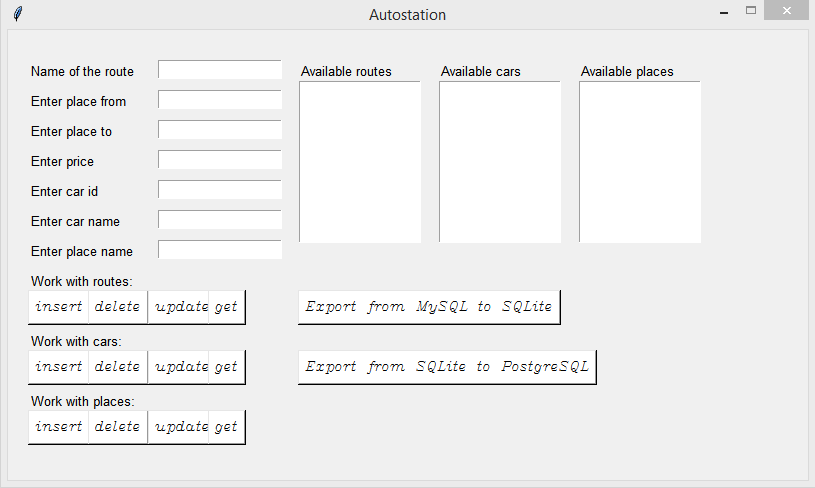 Autostation
Name of the route
Available routes
Available cars
Available places
Enter place from
Enter place to
Enter price
Enter car id
Enter car name
Enter place name
Work with routes:
insert delete update get
Export from MySQL to SQLite
Work with cars:
insert delete update get
Export from SQLite to PostgreSQL
Work with places:
insert delete update get